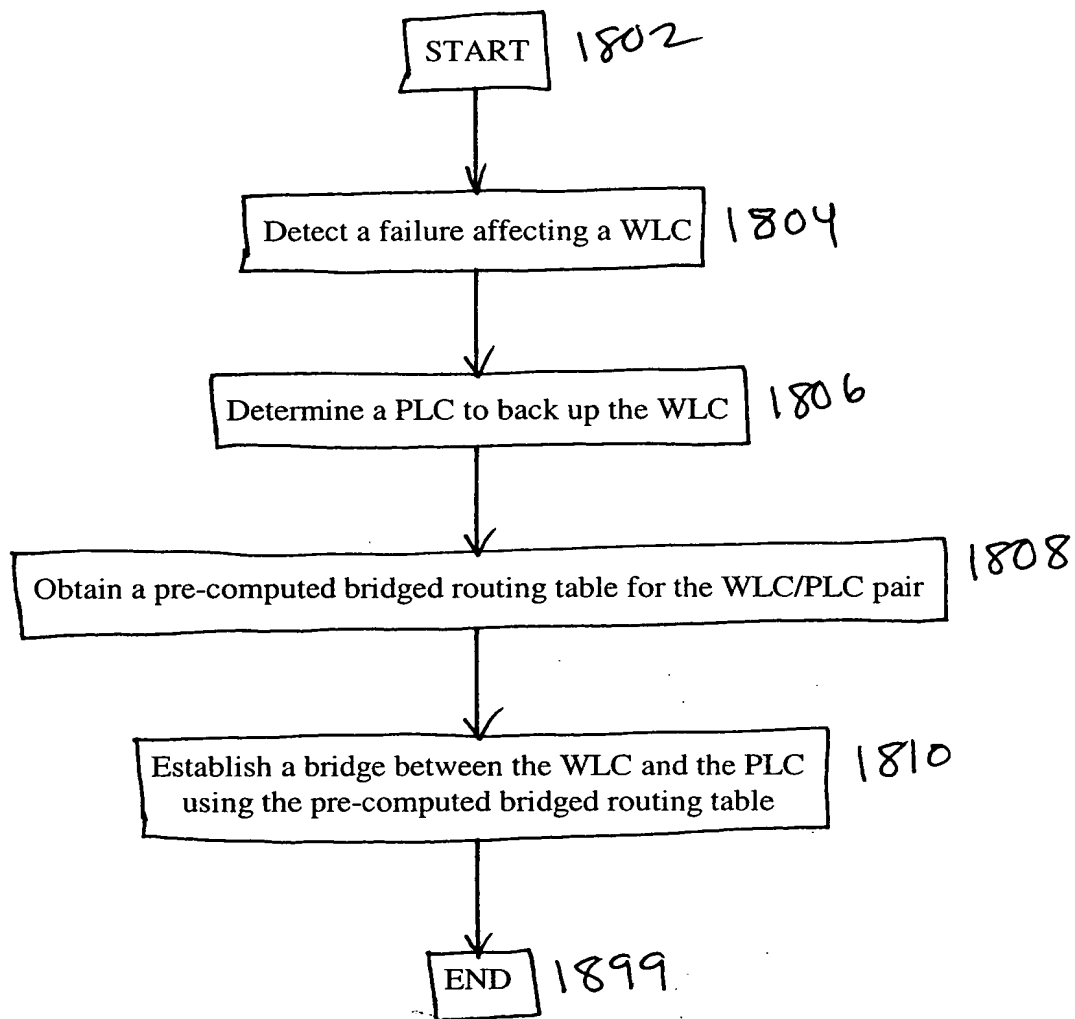 START 1802
Detect a failure affecting a WLC 1804
Determine a PLC to back up the WLC 1806
Obtain a pre-computed bridged routing table for the WLC/PLC pair 1808
Establish a bridge between the WLC and the PLC 1810
using the pre-computed bridged routing table
END 1899